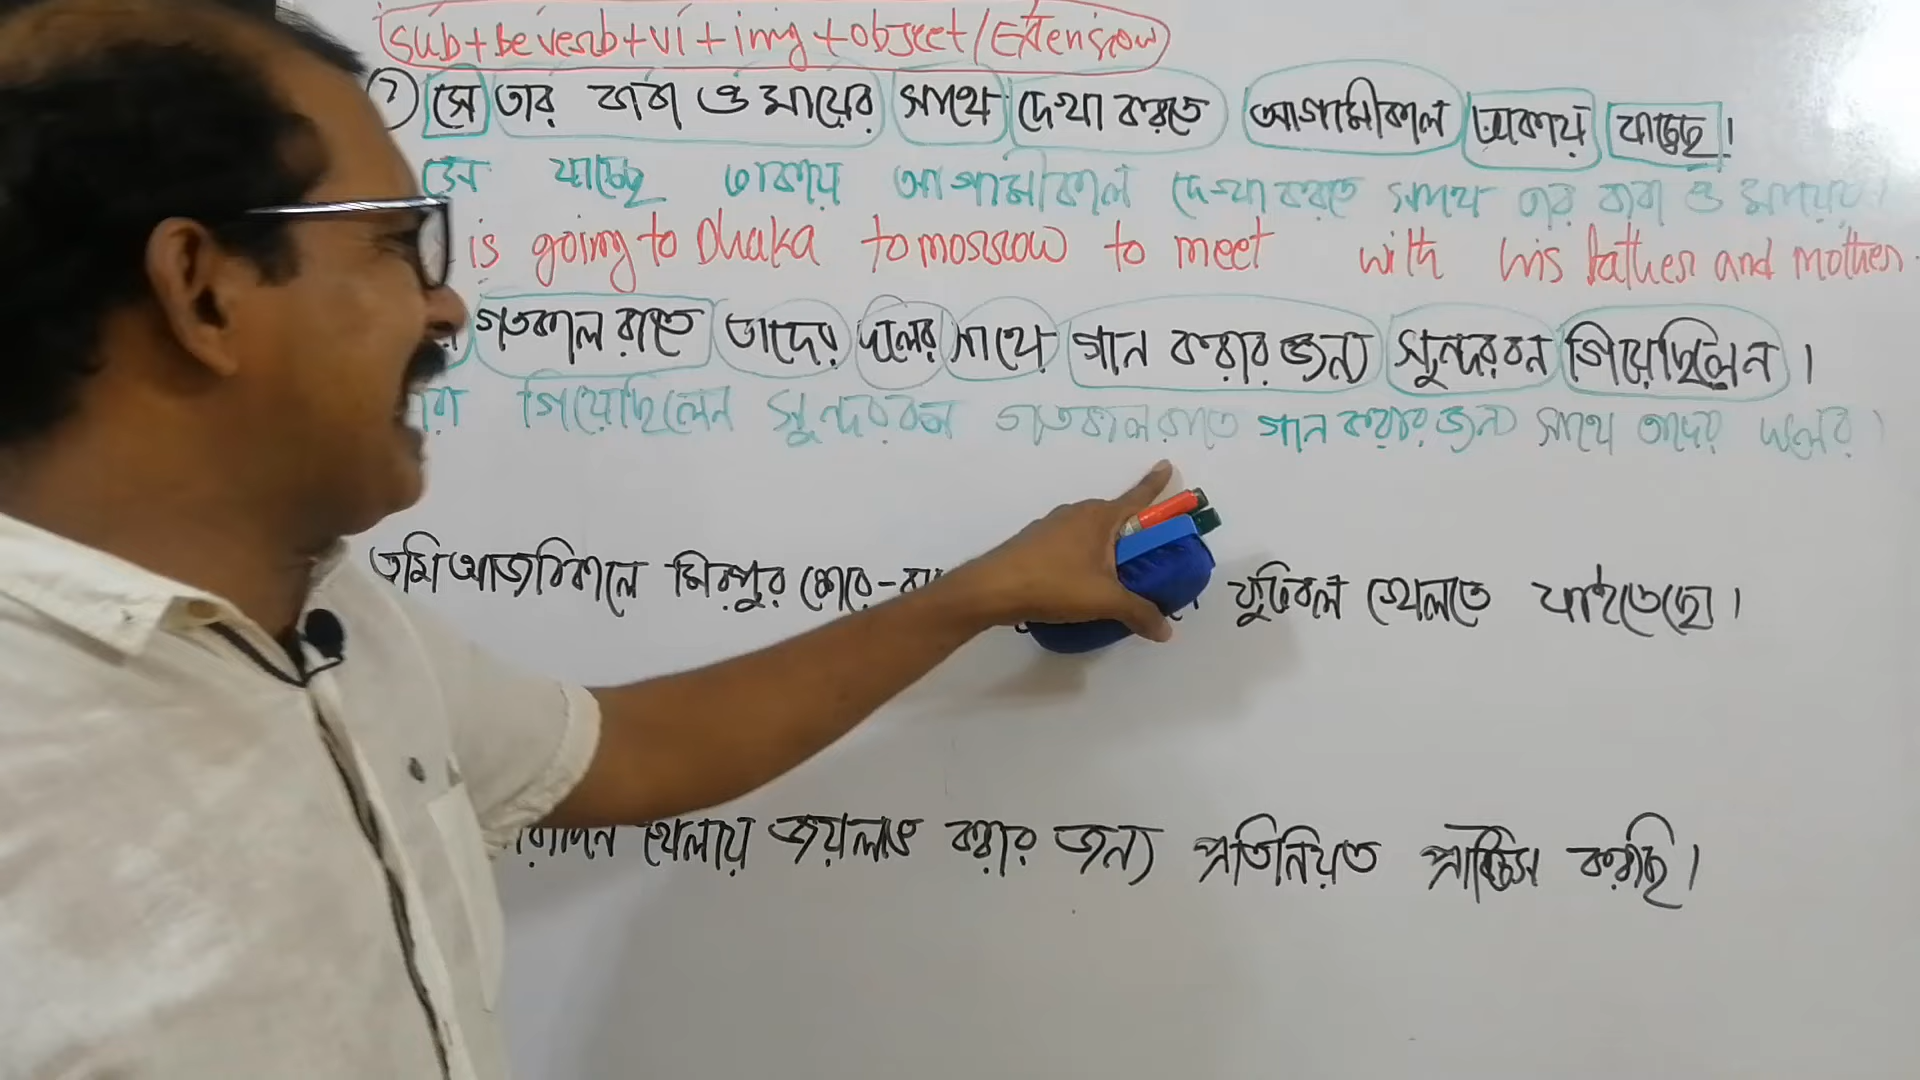 sub+be verb+vi+ing+object/Extension
সে তার বাবা ও মায়ের সাথে দেখা করতে আগামীকাল ঢাকায় যাচ্ছে।
সে যাচ্ছে ঢাকায় আগামীকাল দেখা করতে সাথে তার বাবা ও মায়ের।
is going to Dhaka tomorrow to meet with his father and mother.
গতকাল রাতে তাদের দলের সাথে গান করার জন্য সুন্দরবন গিয়েছিলেন।
গিয়েছিলেন সুন্দরবন গতকাল রাতে গান করার জন্য সাথে তাদের দলের।
তুমি আজ বিকালে মিরপুর শেরে- ফুটবল খেলতে যাইতেছো।
খেলায় জয়লাভ করার জন্য প্রতিনিয়ত প্রাক্টিস করছি।